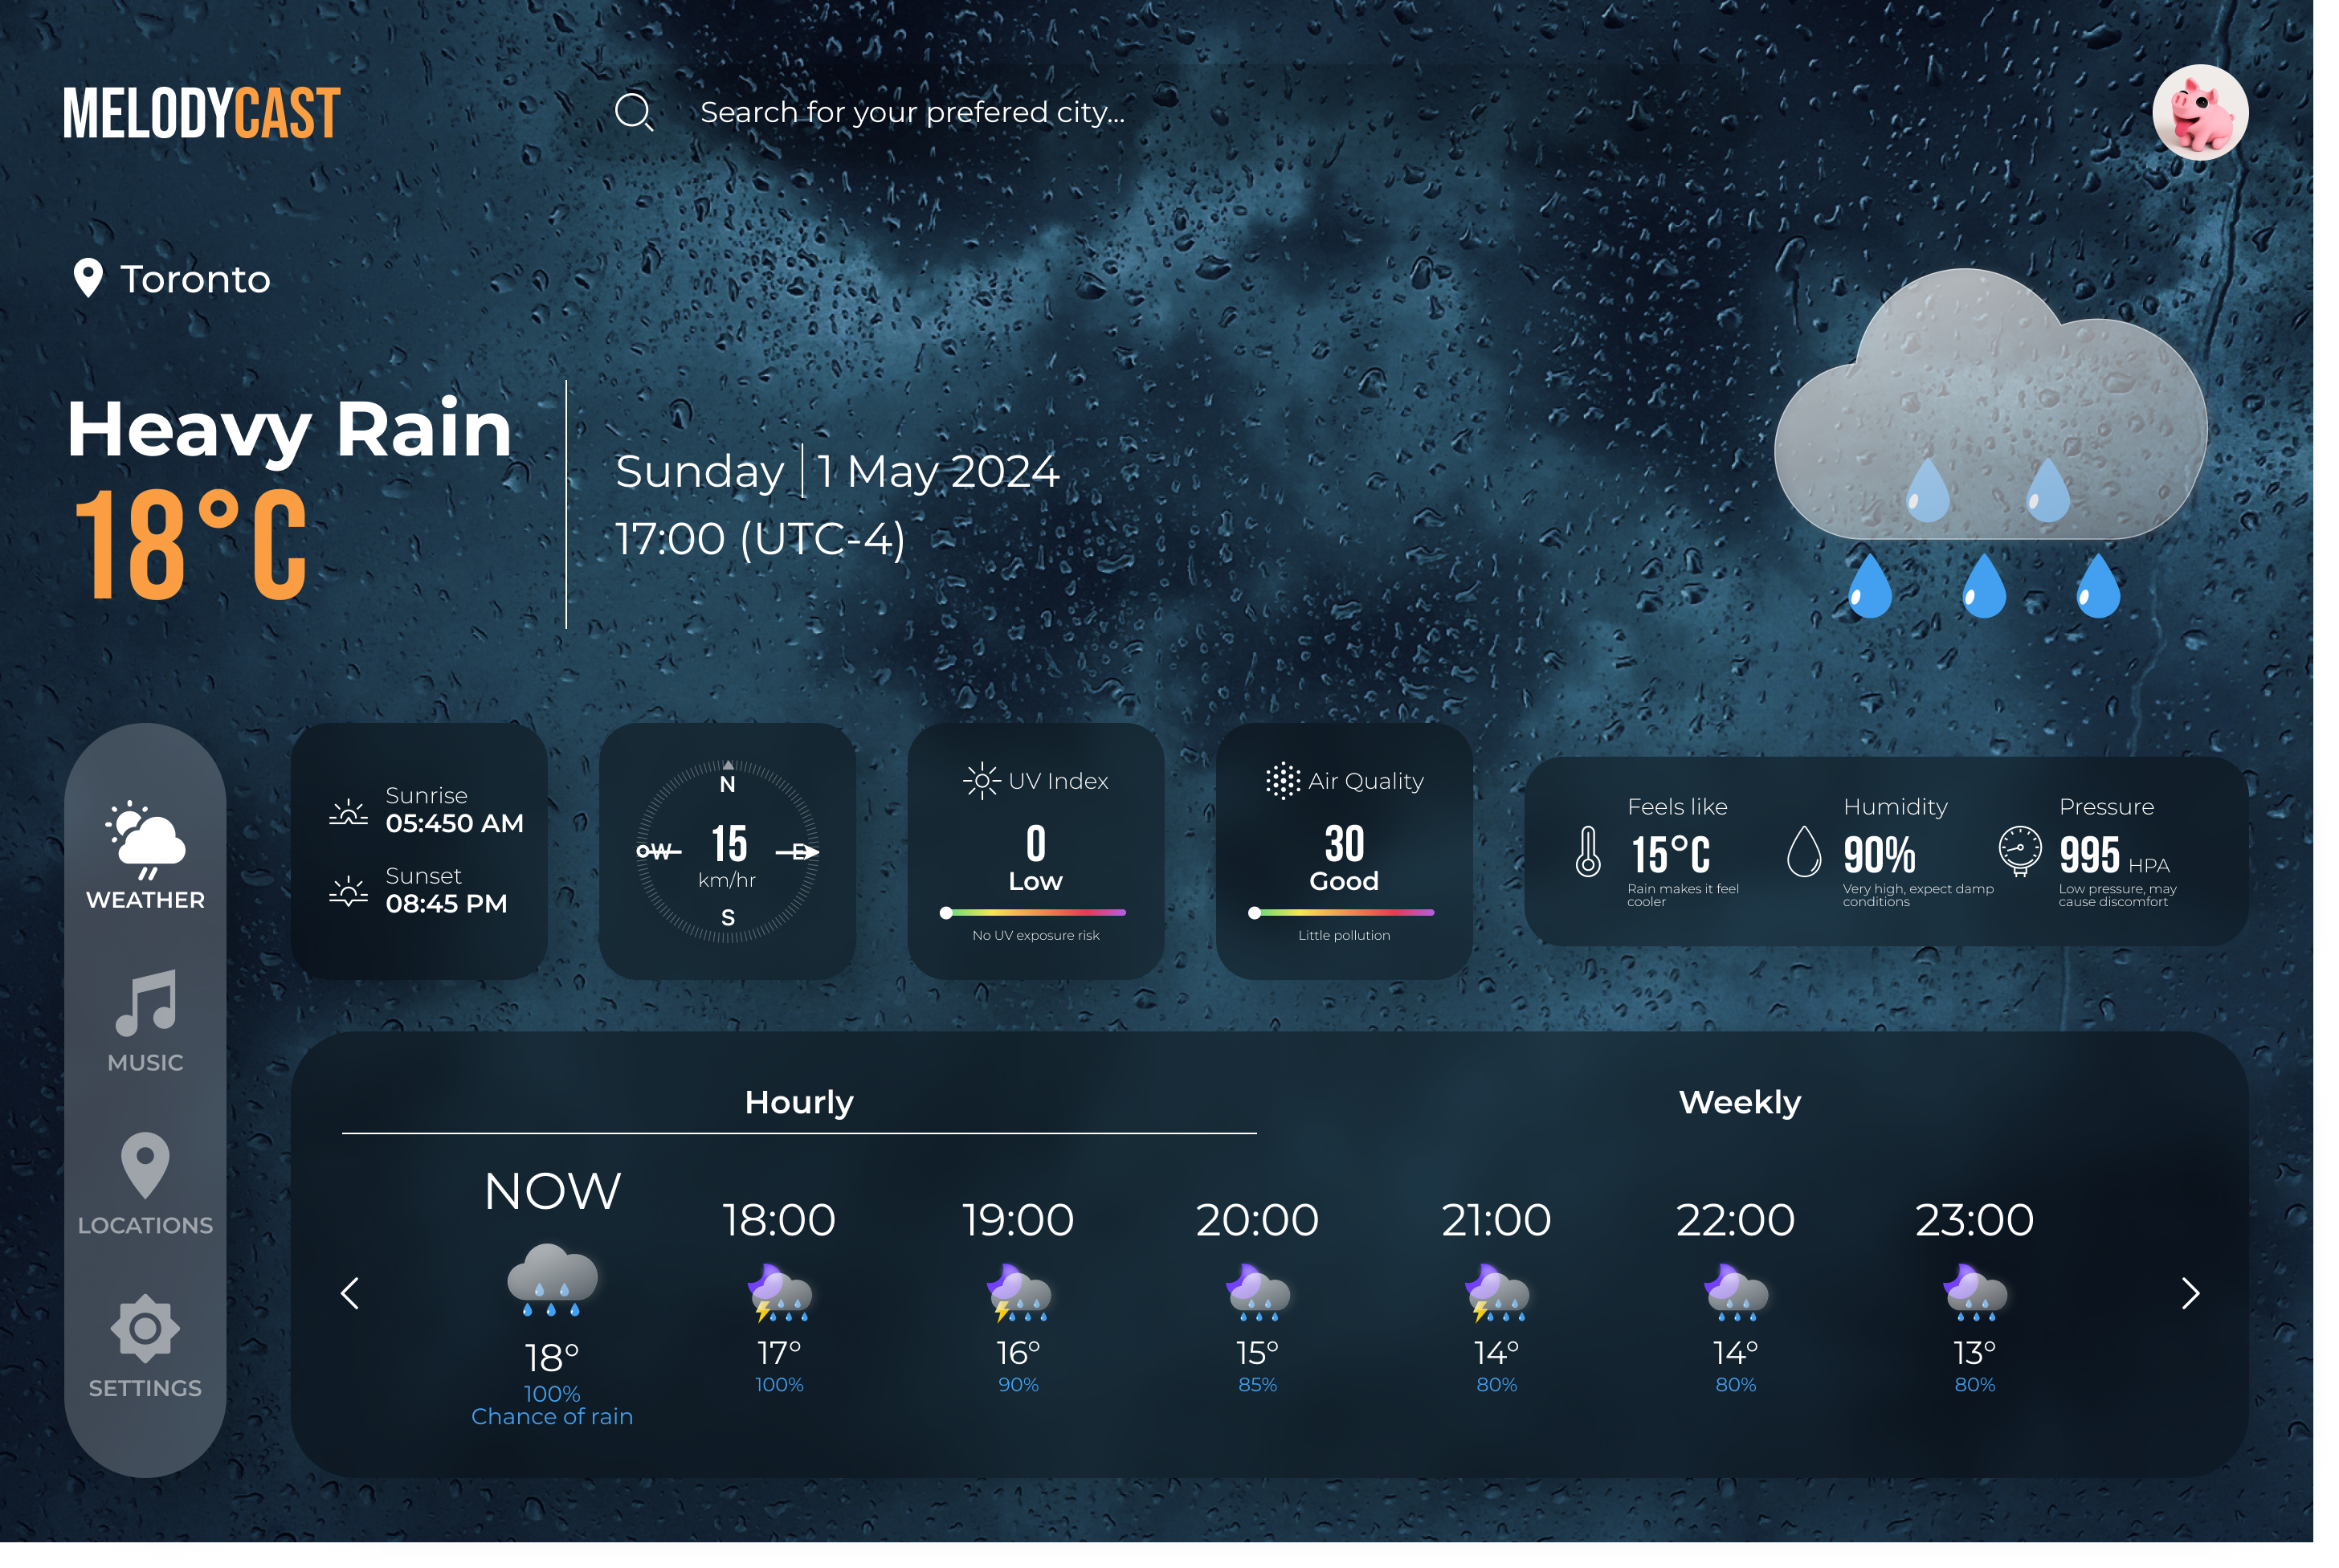 MELODYCAST
Search for your prefered city...
Toronto
Heavy Rain
18°C
Sunday | 1 May 2024
17:00 (UTC-4)
WEATHER
MUSIC
LOCATIONS
SETTINGS
Sunrise
05:450 AM
Sunset
08:45 PM
N
W
15
E
km/hr
S
UV Index
0
Low
No UV exposure risk
Air Quality
30
Good
Little pollution
Feels like
15°C
Rain makes it feel
cooler
Humidity
90%
Very high, expect damp
conditions
Pressure
995 HPA
Low pressure, may
cause discomfort
Hourly
Weekly
NOW
18°
100%
Chance of rain
18:00
17°
100%
19:00
16°
90%
20:00
15°
85%
21:00
14°
80%
22:00
14°
80%
23:00
13°
80%